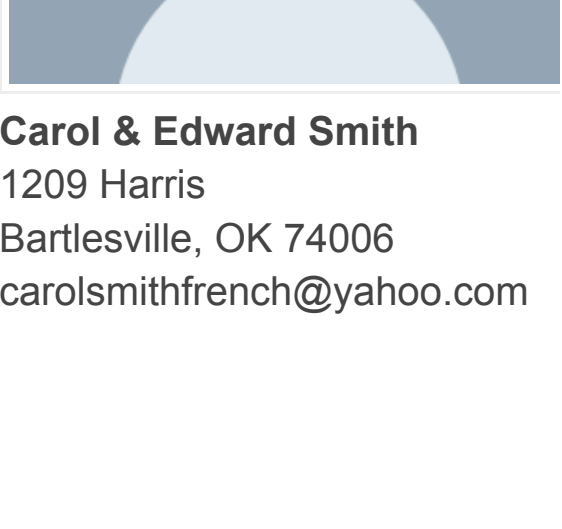 Carol & Edward Smith
1209 Harris
Bartlesville, OK 74006
carolsmithfrench@yahoo.com